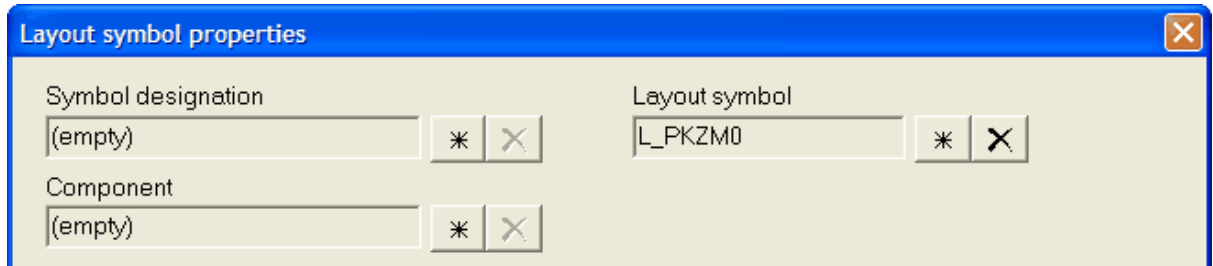 Layout symbol properties
Symbol designation Layout symbol
(empty) * L_PKZM0 *
Component
(empty) *